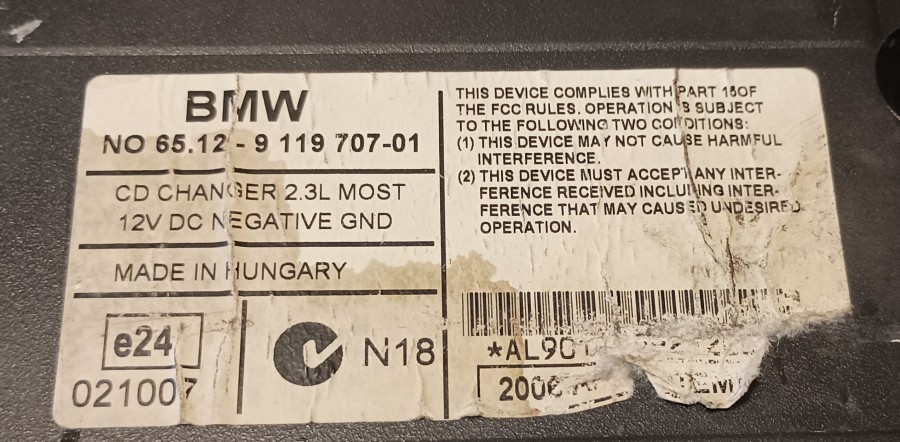 BMW
NO 65.12 - 9 119 707-01
CD CHANGER 2.3L MOST
12V DC NEGATIVE GND
MADE IN HUNGARY
e24
021007
N18
THIS DEVICE COMPLIES WITH PART 15OF
THE FCC RULES. OPERATION IS SUBJECT
TO THE FOLLOWING TWO CONDITIONS:
(1) THIS DEVICE MAY NOT CAUSE HARMFUL
INTERFERENCE.
(2) THIS DEVICE MUST ACCEPT ANY INTER-
FERENCE RECEIVED INCLUDING INTER-
FERENCE THAT MAY CAUSE UNDESIRED
OPERATION.